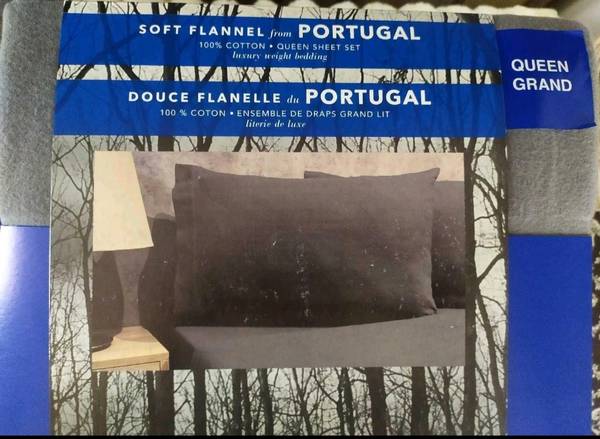 SOFT FLANNEL from PORTUGAL
100% COTTON • QUEEN SHEET SET
luxury weight bedding
QUEEN
GRAND
DOUCE FLANELLE du PORTUGAL
100 % COTON • ENSEMBLE DE DRAPS GRAND LIT
literie de luxe